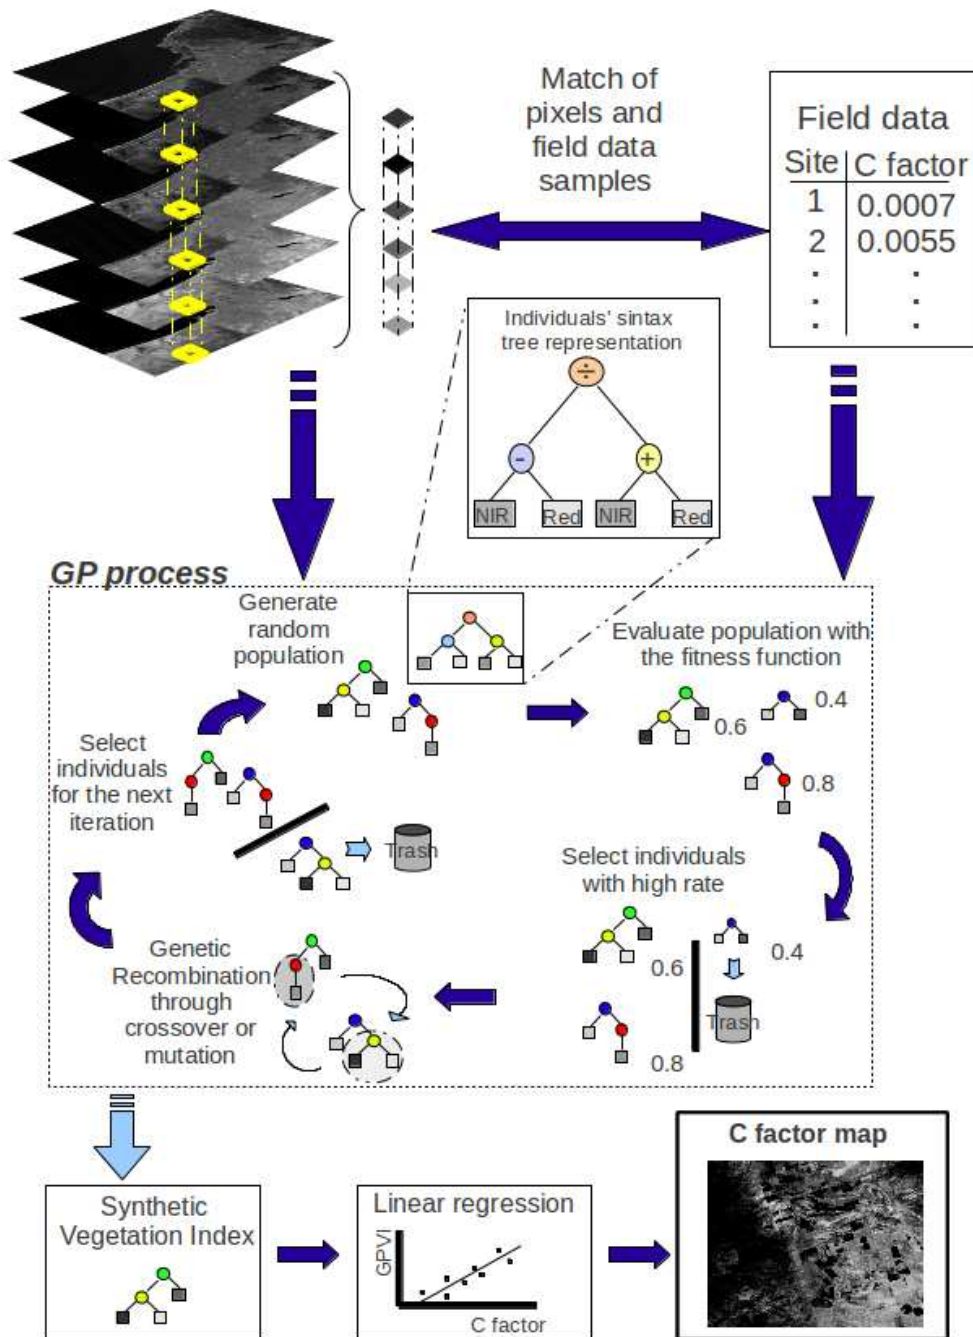 Match of
pixels and
field data
samples
Field data
Site C factor
1 0.0007
2 0.0055
. .
. .
. .
Individuals' sintax
tree representation
÷
- +
NIR Red NIR Red
GP process
Generate
random
population
Evaluate population with
the fitness function
0.6 0.4
0.8
Select
individuals
for the next
iteration
Trash
Select individuals
with high rate
0.6 0.4
Trash
0.8
Genetic
Recombination
through
crossover or
mutation
Synthetic
Vegetation Index
Linear regression
GPVI
C factor
C factor map